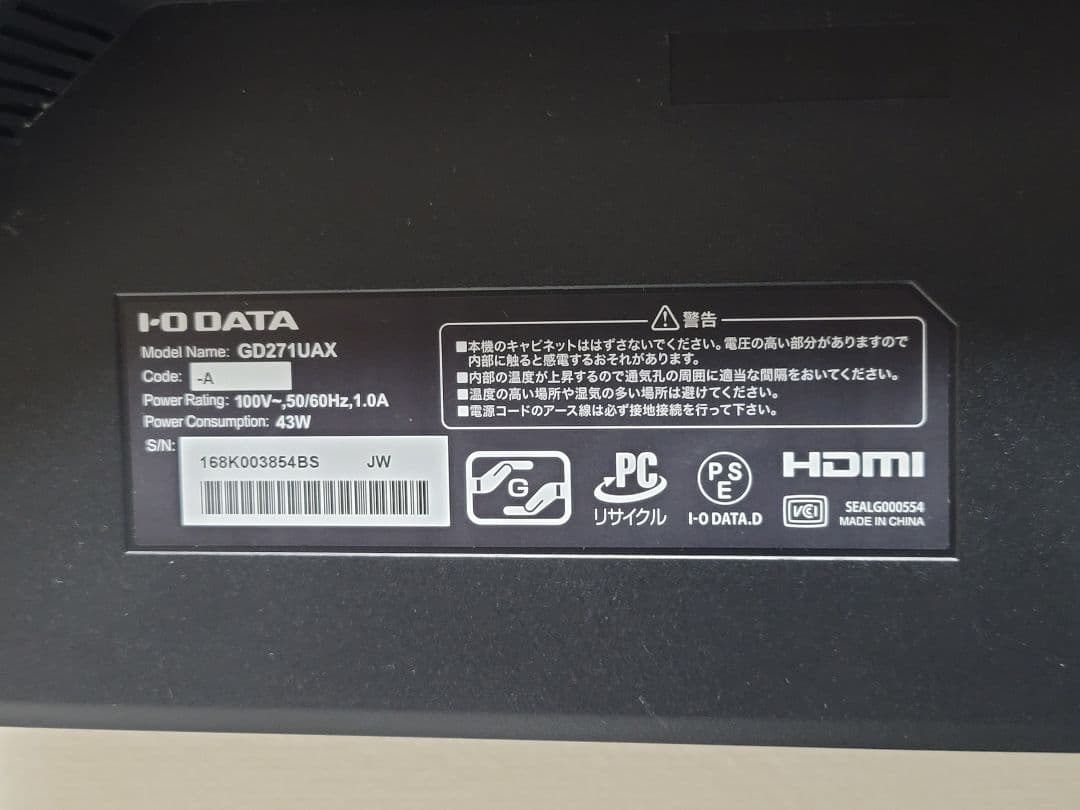 I-O DATA
Model Name: GD271UAX
Code: -A
Power Rating: 100V~,50/60Hz,1.0A
Power Consumption: 43W
S/N:
168K003854BS JW
警告
■本機のキャビネットははずさないでください。電圧の高い部分がありますので
内部に触ると感電するおそれがあります。
■内部の温度が上昇するので通気孔の周囲に適当な間隔をおいてください。
■温度の高い場所や湿気の多い場所は避けてください。
■電源コードのアース線は必ず接地接続を行って下さい。
G
PC
リサイクル
PS
E
I-O DATA.D
HDMI
VCI
SEALG000554
MADE IN CHINA